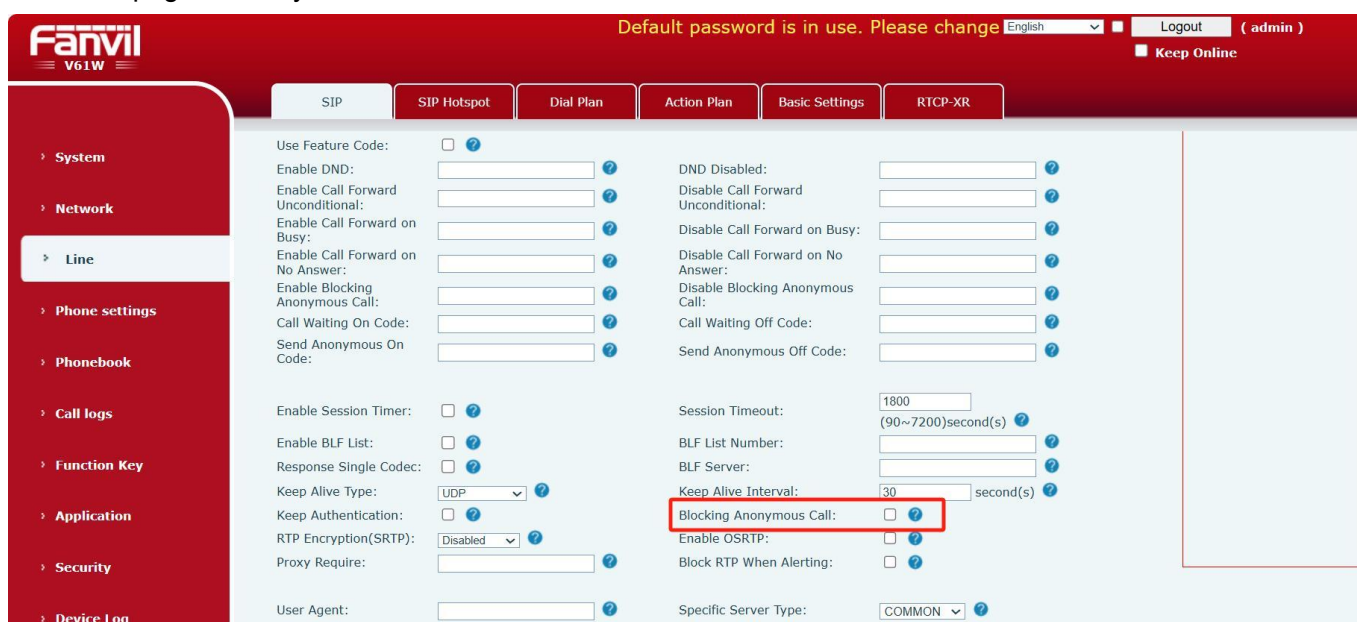 Default password is in use. Please change English Logout ( admin )
Fanvil
V61W
Keep Online
SIP SIP Hotspot Dial Plan Action Plan Basic Settings RTCP-XR
› System
› Network
› Line
› Phone settings
› Phonebook
› Call logs
› Function Key
› Application
› Security
› Device Log
Use Feature Code:
Enable DND: DND Disabled:
Enable Call Forward Disable Call Forward
Unconditional: Unconditional:
Enable Call Forward on
Busy: Disable Call Forward on Busy:
Enable Call Forward on Disable Call Forward on No
No Answer: Answer:
Enable Blocking Disable Blocking Anonymous
Anonymous Call: Call:
Call Waiting On Code: Call Waiting Off Code:
Send Anonymous On
Code: Send Anonymous Off Code:
Enable Session Timer: Session Timeout: 1800
(90~7200)second(s)
Enable BLF List: BLF List Number:
Response Single Codec: BLF Server:
Keep Alive Type: UDP Keep Alive Interval: 30 second(s)
Keep Authentication: Blocking Anonymous Call:
RTP Encryption(SRTP): Disabled Enable OSRTP:
Proxy Require: Block RTP When Alerting:
User Agent: Specific Server Type: COMMON